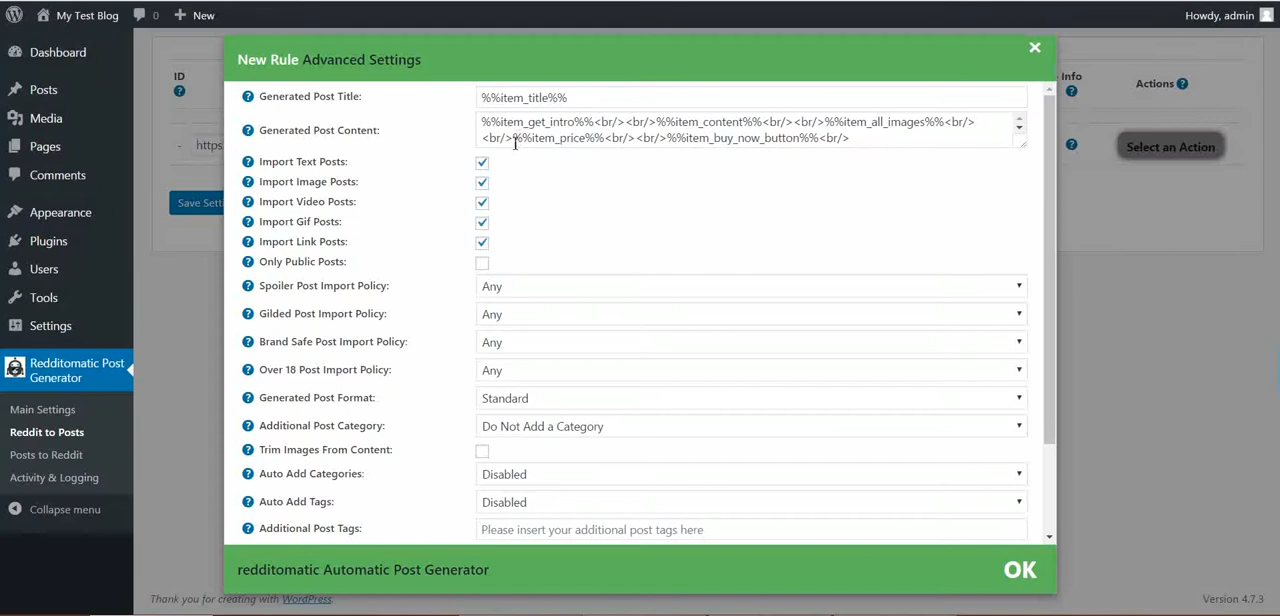 My Test Blog
0
New
Howdy, admin
Dashboard
Posts
Media
Pages
Comments
Appearance
Plugins
Users
Tools
Settings
Redditomatic Post
Generator
Main Settings
Reddit to Posts
Posts to Reddit
Activity & Logging
Collapse menu
ID
- https
Save Setti
Info
Actions
Select an Action
New Rule Advanced Settings
×
Generated Post Title:
%%item_title%%
Generated Post Content:
%%item_get_intro%%<br/><br/>%%item_content%%<br/><br/>%%item_all_images%%<br/>
<br/>%%item_price%%<br/><br/>%%item_buy_now_button%%<br/>
Import Text Posts:
Import Image Posts:
Import Video Posts:
Import Gif Posts:
Import Link Posts:
Only Public Posts:
Spoiler Post Import Policy:
Any
Gilded Post Import Policy:
Any
Brand Safe Post Import Policy:
Any
Over 18 Post Import Policy:
Any
Generated Post Format:
Standard
Additional Post Category:
Do Not Add a Category
Trim Images From Content:
Auto Add Categories:
Disabled
Auto Add Tags:
Disabled
Additional Post Tags:
Please insert your additional post tags here
redditomatic Automatic Post Generator
OK
Thank you for creating with WordPress.
Version 4.7.3